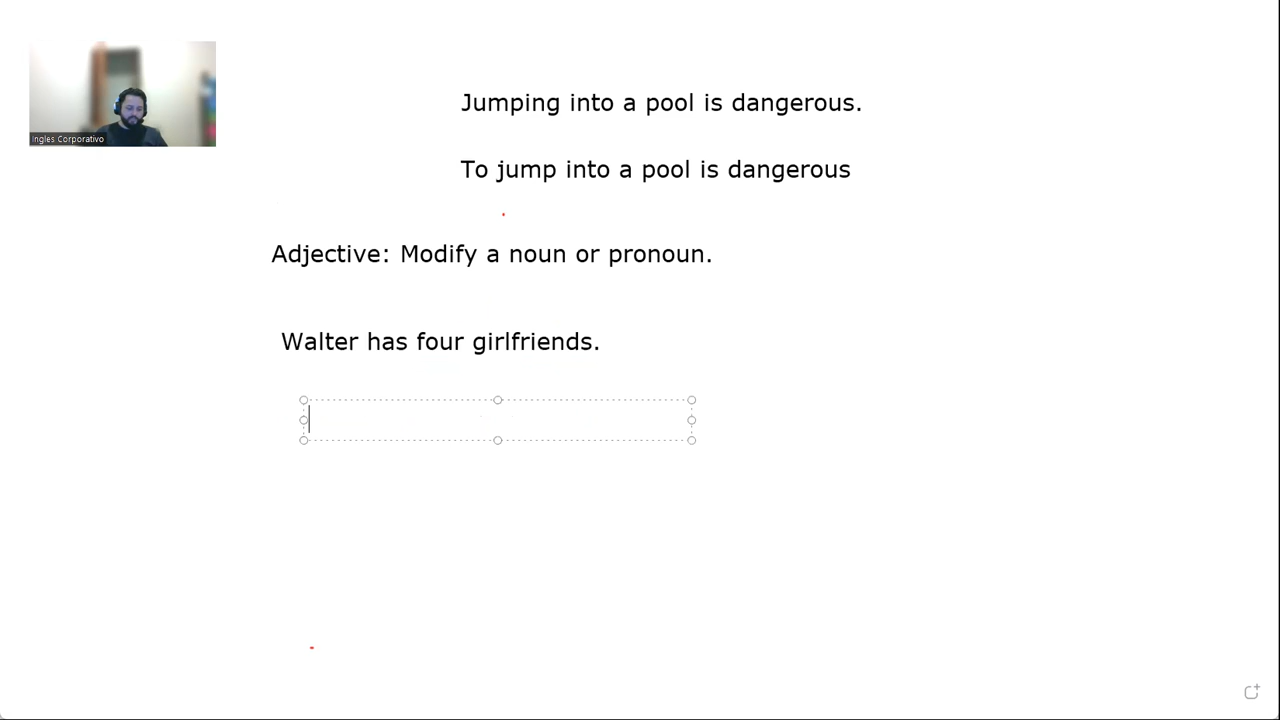 Jumping into a pool is dangerous.
To jump into a pool is dangerous
Adjective: Modify a noun or pronoun.
Walter has four girlfriends.
Ingles Corporativo